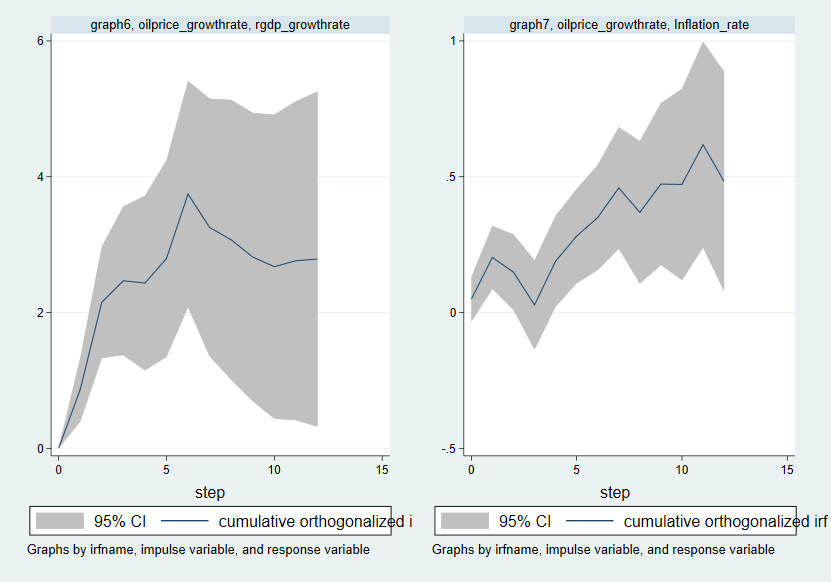 graph6, oilprice_growthrate, rgdp_growthrate
6
4
2
0
0 5 10 15
step
95% CI cumulative orthogonalized i
Graphs by irfname, impulse variable, and response variable
graph7, oilprice_growthrate, Inflation_rate
1
.5
0
-.5
0 5 10 15
step
95% CI cumulative orthogonalized irf
Graphs by irfname, impulse variable, and response variable